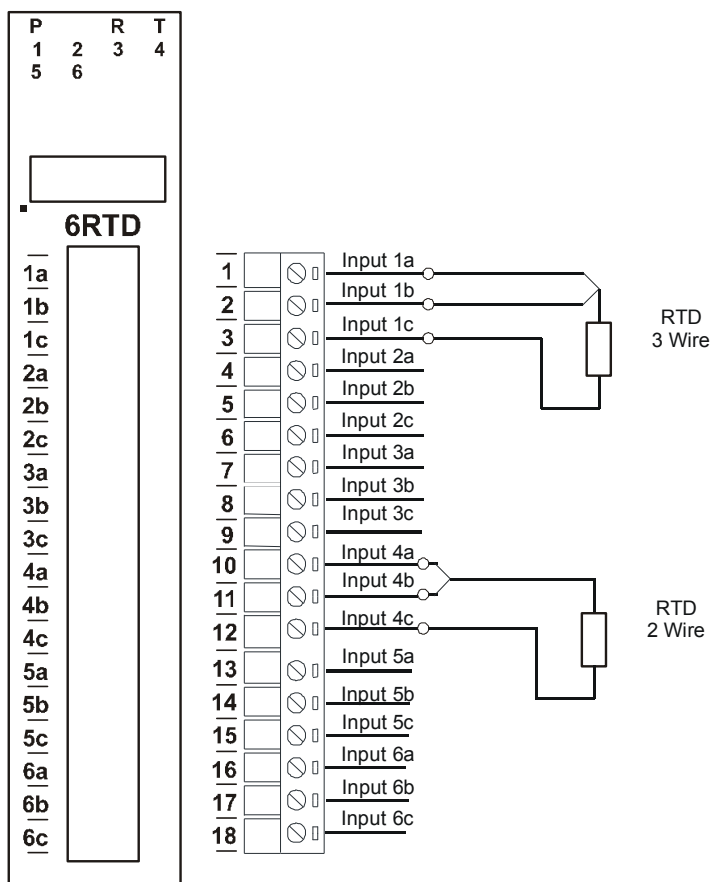 P R T
1 2 3 4
5 6
6RTD
1a
1b
1c
2a
2b
2c
3a
3b
3c
4a
4b
4c
5a
5b
5c
6a
6b
6c
1 Input 1a
2 Input 1b
3 Input 1c
4 Input 2a
5 Input 2b
6 Input 2c
7 Input 3a
8 Input 3b
9 Input 3c
10 Input 4a
11 Input 4b
12 Input 4c
13 Input 5a
14 Input 5b
15 Input 5c
16 Input 6a
17 Input 6b
18 Input 6c
RTD
3 Wire
RTD
2 Wire